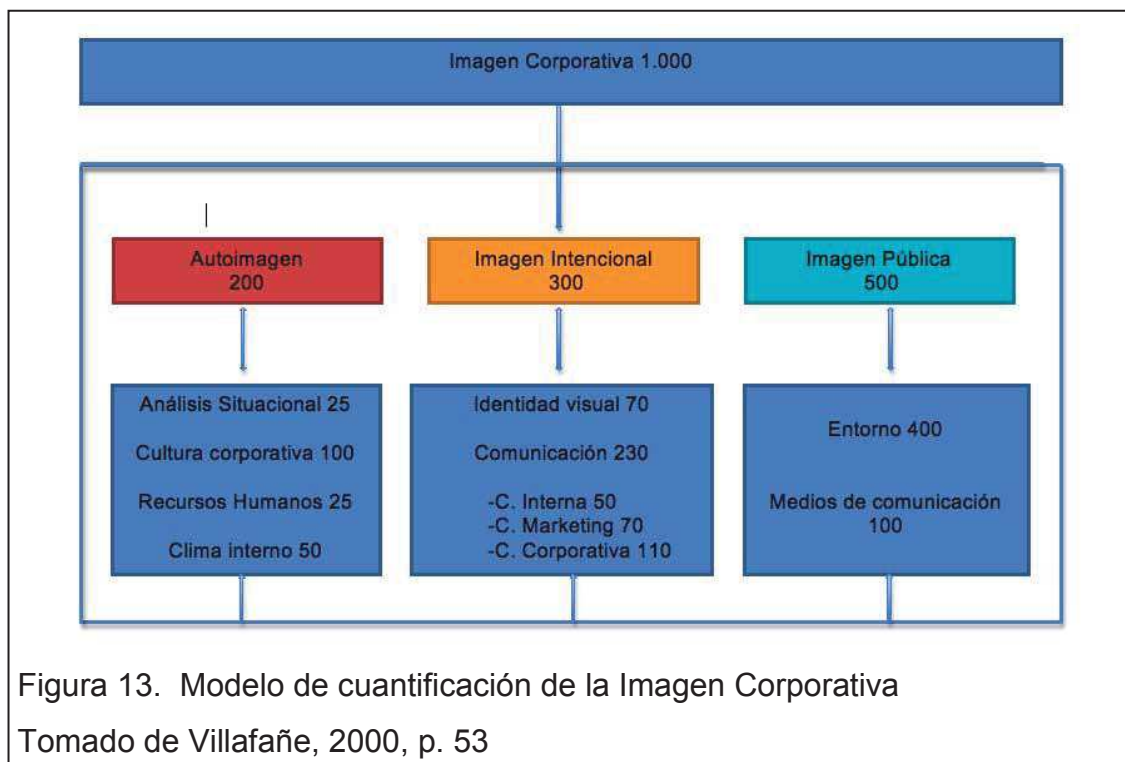 Imagen Corporativa 1.000
Autoimagen
200
Imagen Intencional
300
Imagen Pública
500
Análisis Situacional 25
Cultura corporativa 100
Recursos Humanos 25
Clima interno 50
Identidad visual 70
Comunicación 230
-C. Interna 50
-C. Marketing 70
-C. Corporativa 110
Entorno 400
Medios de comunicación
100
Figura 13.  Modelo de cuantificación de la Imagen Corporativa
Tomado de Villafañe, 2000, p. 53